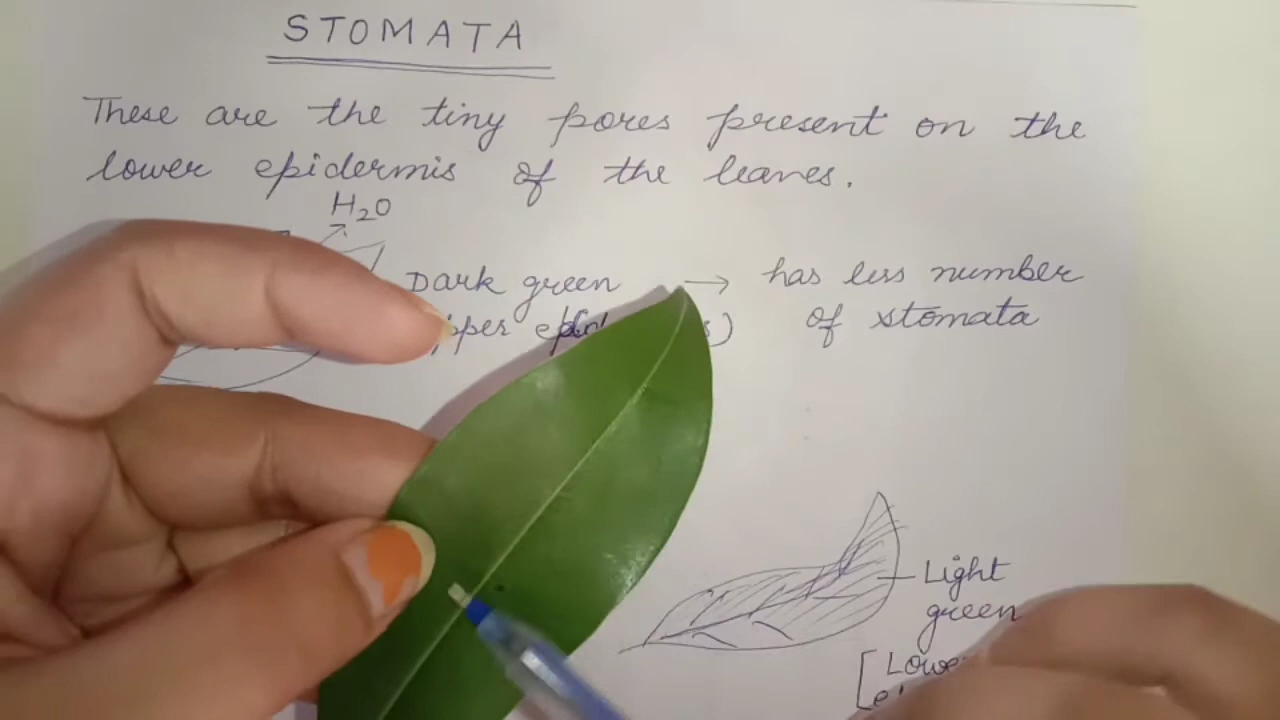 STOMATA
These are the tiny pores present on the
lower epidermis of the leaves.
H2O
Dark green → has less number
of stomata
Light
green